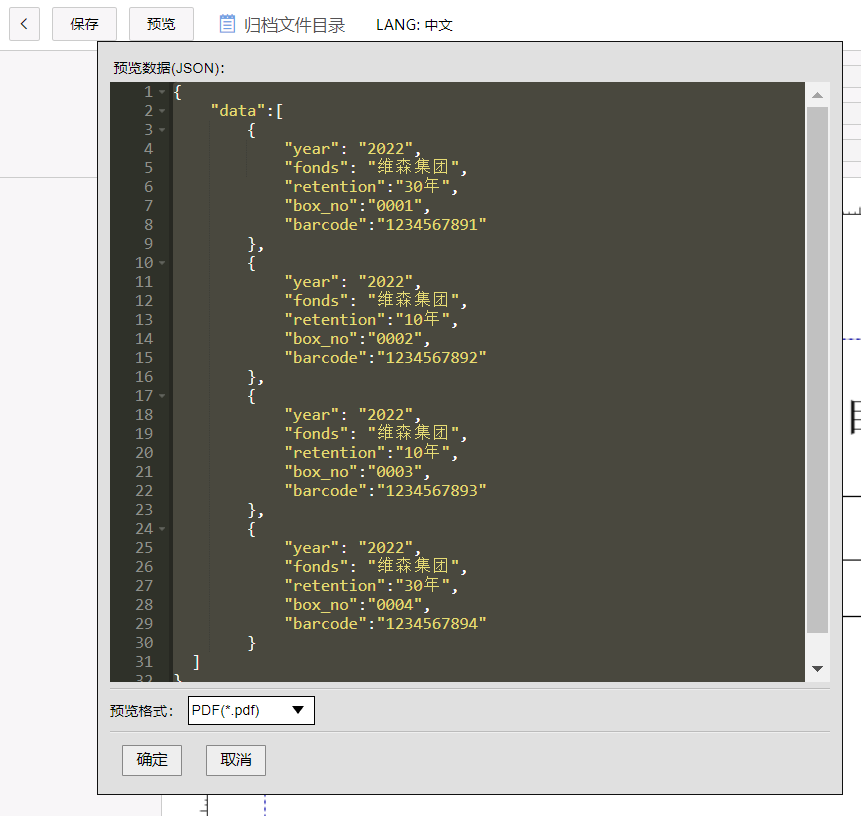 保存 预览 归档文件目录 LANG: 中文
预览数据(JSON):
1 {
2 "data":[
3 {
4 "year": "2022",
5 "fonds": "维森集团",
6 "retention":"30年",
7 "box_no":"0001",
8 "barcode":"1234567891"
9 },
10 {
11 "year": "2022",
12 "fonds": "维森集团",
13 "retention":"10年",
14 "box_no":"0002",
15 "barcode":"1234567892"
16 },
17 {
18 "year": "2022",
19 "fonds": "维森集团",
20 "retention":"10年",
21 "box_no":"0003",
22 "barcode":"1234567893"
23 },
24 {
25 "year": "2022",
26 "fonds": "维森集团",
27 "retention":"30年",
28 "box_no":"0004",
29 "barcode":"1234567894"
30 }
31 ]
32 }
预览格式: PDF(*.pdf)
确定 取消